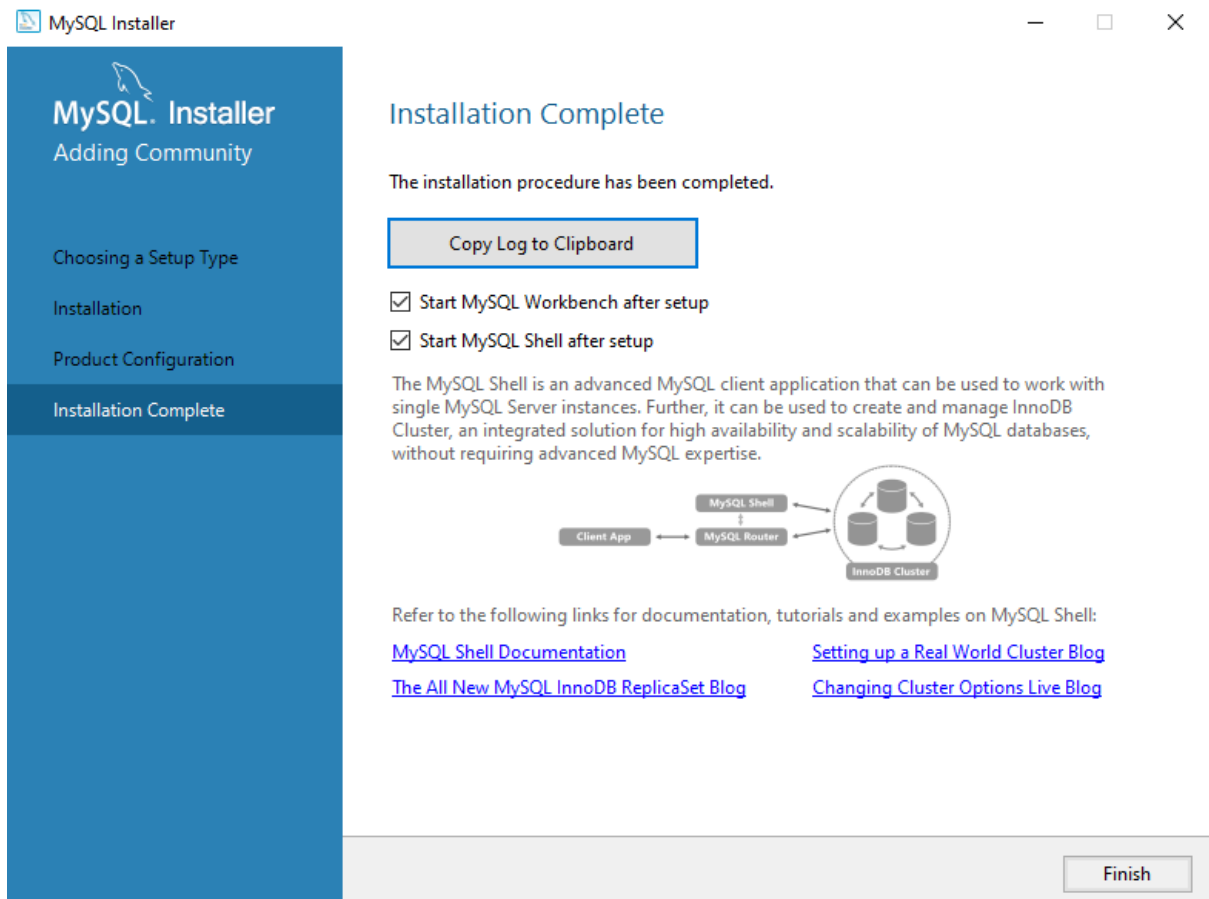 MySQL Installer
MySQL. Installer
Adding Community
Choosing a Setup Type
Installation
Product Configuration
Installation Complete
Installation Complete
The installation procedure has been completed.
Copy Log to Clipboard
Start MySQL Workbench after setup
Start MySQL Shell after setup
The MySQL Shell is an advanced MySQL client application that can be used to work with
single MySQL Server instances. Further, it can be used to create and manage InnoDB
Cluster, an integrated solution for high availability and scalability of MySQL databases,
without requiring advanced MySQL expertise.
MySQL Shell
Client App
MySQL Router
InnoDB Cluster
Refer to the following links for documentation, tutorials and examples on MySQL Shell:
MySQL Shell Documentation
Setting up a Real World Cluster Blog
The All New MySQL InnoDB ReplicaSet Blog
Changing Cluster Options Live Blog
Finish